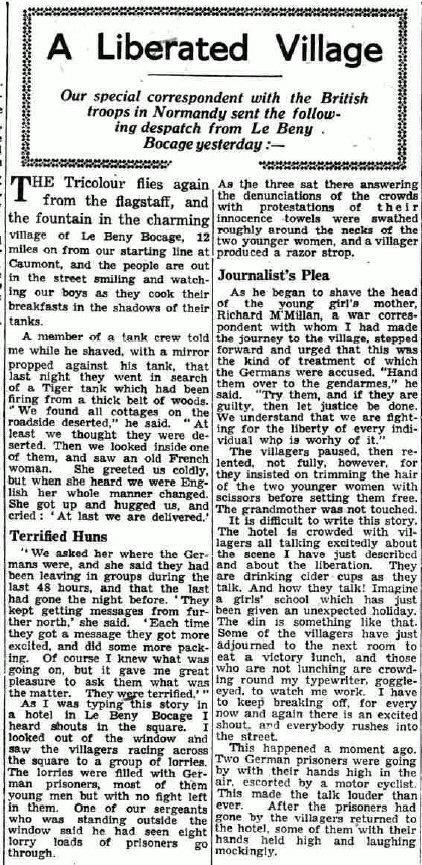 A Liberated Village
Our special correspondent with the British
troops in Normandy sent the follow-
ing despatch from Le Beny
Bocage yesterday :—
THE Tricolour flies again
from the flagstaff, and
the fountain in the charming
village of Le Beny Bocage, 12
miles on from our starting line at
Caumont, and the people are out
in the street smiling and watch-
ing our boys as they cook their
breakfasts in the shadows of their
tanks.
A member of a tank crew told
me while he shaved, with a mirror
propped against his tank, that
last night they went in search
of a Tiger tank which had been
firing from a thick belt of woods.
"We found all cottages on the
roadside deserted," he said. "At
least we thought they were de-
serted. Then we looked inside one
of them, and saw an old French
woman. She greeted us coldly,
but when she heard we were Eng-
lish her whole manner changed.
She got up and hugged us, and
cried : 'At last we are delivered.'
Terrified Huns
"We asked her where the Ger-
mans were, and she said they had
been leaving in groups during the
last 48 hours, and that the last
had gone the night before. 'They
kept getting messages from fur-
ther north,' she said. 'Each time
they got a message they got more
excited, and did some more pack-
ing. Of course I knew what was
going on, but it gave me great
pleasure to ask them what was
the matter. They were terrified.'"
As I was typing this story in
a hotel in Le Beny Bocage I
heard shouts in the square. I
looked out of the window and
saw the villagers racing across
the square to a group of lorries.
The lorries were filled with Ger-
man prisoners, most of them
young men but with no fight left
in them. One of our sergeants
who was standing outside the
window said he had seen eight
lorry loads of prisoners go
through.
As the three sat there answering
the denunciations of the crowds
with protestations of their
innocence towels were swathed
roughly around the necks of the
two younger women, and a villager
produced a razor strop.
Journalist's Plea
As he began to shave the head
of the young girl's mother,
Richard M'Millan, a war corres-
pondent with whom I had made
the journey to the village, stepped
forward and urged that this was
the kind of treatment of which
the Germans were accused. "Hand
them over to the gendarmes," he
said. "Try them, and if they are
guilty, then let justice be done.
We understand that we are fight-
ing for the liberty of every indi-
vidual who is worhy of it."
The villagers paused, then re-
lented, not fully, however, for
they insisted on trimming the hair
of the two younger women with
scissors before setting them free.
The grandmother was not touched.
It is difficult to write this story.
The hotel is crowded with vil-
lagers all talking excitedly about
the scene I have just described
and about the liberation. They
are drinking cider cups as they
talk. And how they talk! Imagine
a girls' school which has just
been given an unexpected holiday.
The din is something like that.
Some of the villagers have just
adjourned to the next room to
eat a victory lunch, and those
who are not lunching are crowd-
ing round my typewriter, goggle-
eyed, to watch me work. I have
to keep breaking off, for every
now and again there is an excited
shout, and everybody rushes into
the street.
This happened a moment ago.
Two German prisoners were going
by with their hands high in the
air, escorted by a motor cyclist.
This made the talk louder than
ever. After the prisoners had
gone by the villagers returned to
the hotel, some of them with their
hands held high and laughing
mockingly.